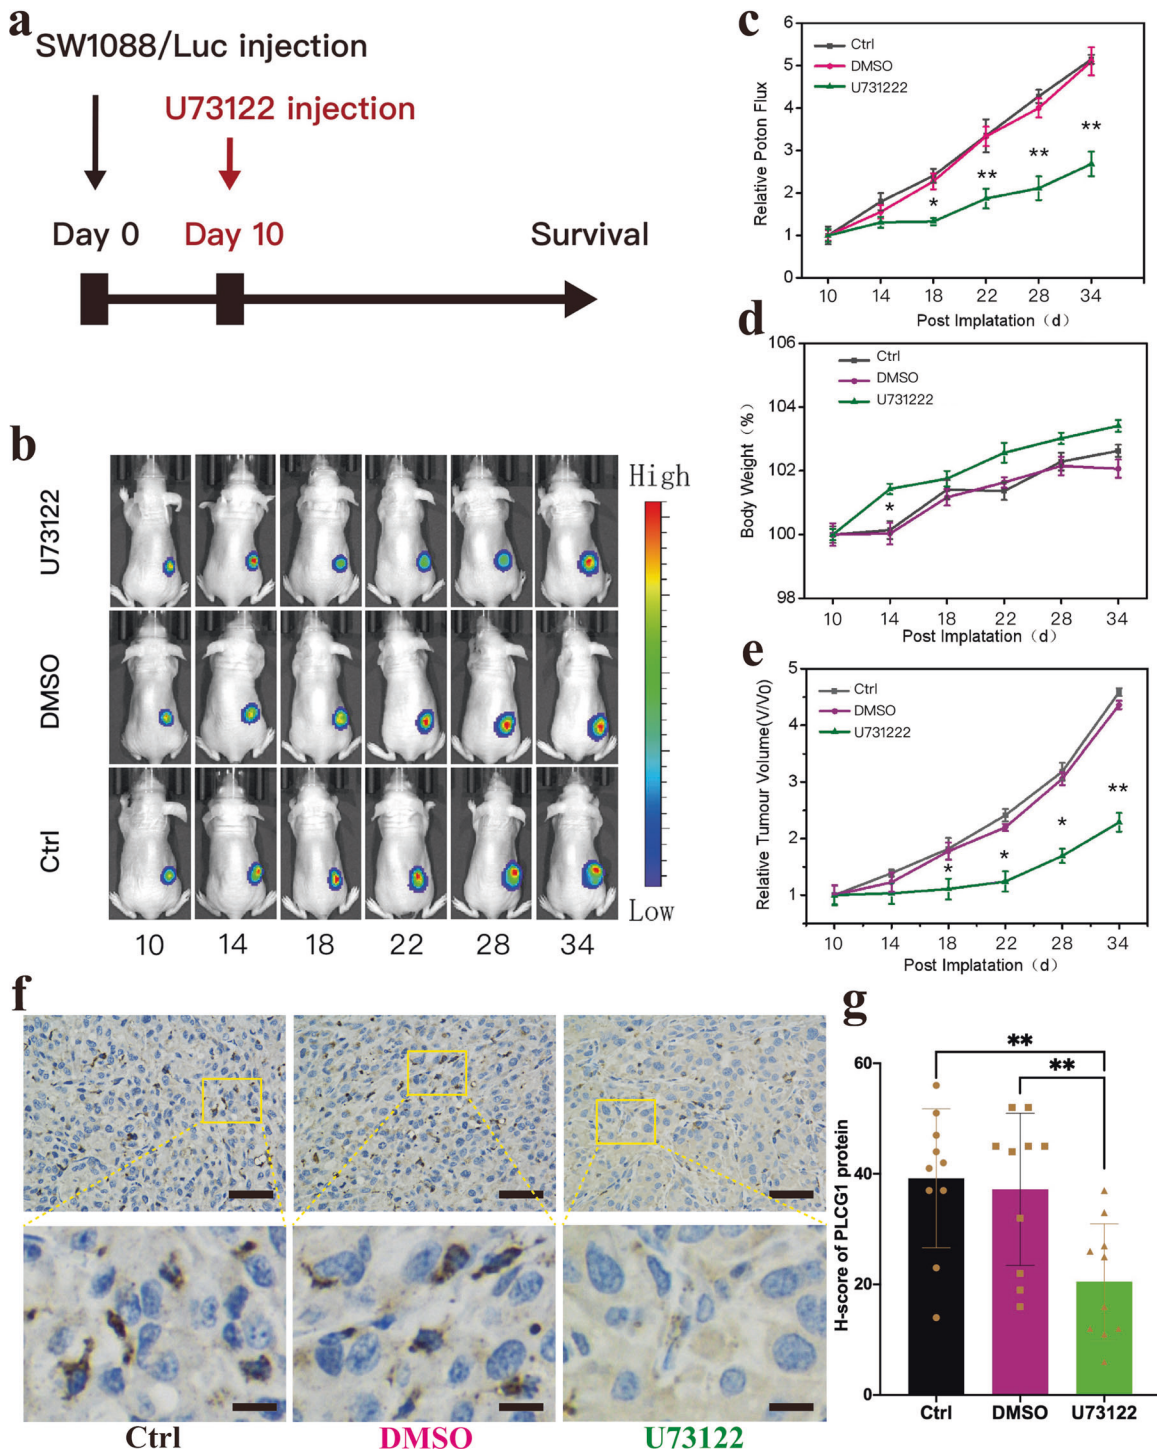 a
SW1088/Luc injection
U73122 injection
Day 0
Day 10
Survival
b
U73122
DMSO
Ctrl
High
Low
10
14
18
22
28
34
c
Relative Poton Flux
6
5
4
3
2
1
0
Ctrl
DMSO
U731222
*
**
**
**
10
14
18
22
28
34
Post Implatation (d)
d
Body Weight (%)
106
104
102
100
98
Ctrl
DMSO
U731222
*
10
14
18
22
28
34
Post Implatation (d)
e
Relative Tumour Volume(V/V0)
5
4
3
2
1
Ctrl
DMSO
U731222
*
*
*
**
10
14
18
22
28
34
Post Implatation (d)
f
Ctrl
DMSO
U73122
g
H-score of PLCG1 protein
60
40
20
0
**
**
Ctrl
DMSO
U73122